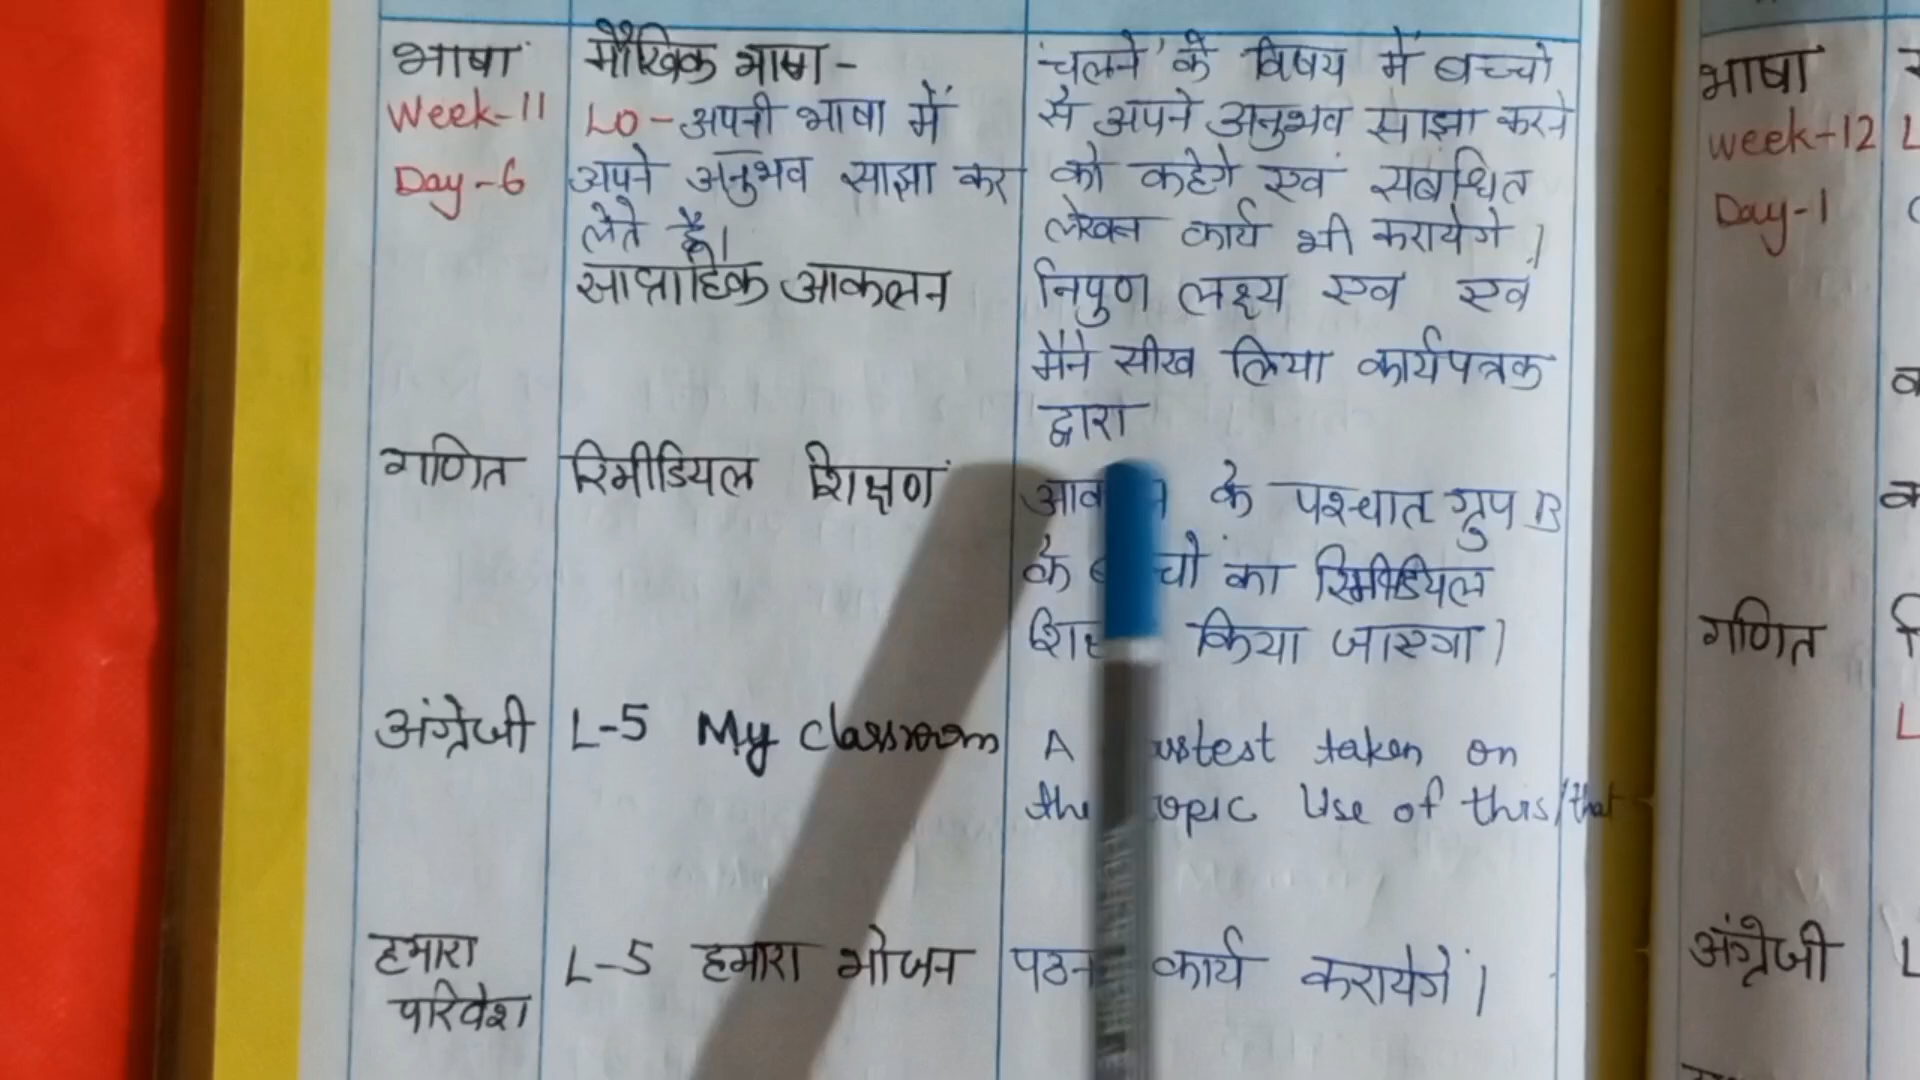 भाषा
Week-11
Day-6
मौखिक भाषा-
LO-अपनी भाषा में
अपने अनुभव साझा कर
लेते है।
साप्ताहिक आकलन
'चलने' के विषय में बच्चो
से अपने अनुभव साझा करने
को कहेगे एवं संबन्धित
लेखन कार्य भी करायेगे।
निपुण लक्ष्य एव एवं
मैने सीख लिया कार्यपत्रक
द्वारा
गणित
रिमीडियल शिक्षण
के पश्चात ग्रुप B
के का रिमीडियल
किया जाएगा।
अंग्रेजी
L-5 My classroom
A taken on
the Use of this/that
हमारा
परिवेश
L-5 हमारा भोजन
कार्य करायेगें।
भाषा
Week-12
Day-1
गणित
अंग्रेजी